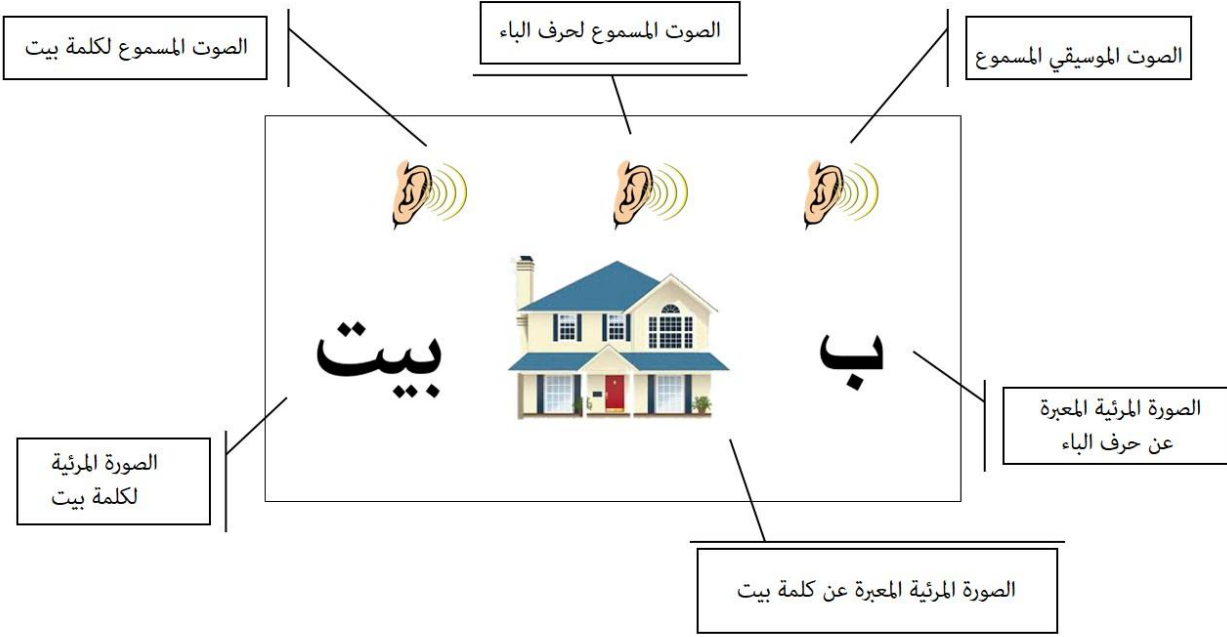 الصوت الموسيقي المسموع
الصوت المسموع لحرف الباء
الصوت المسموع لكلمة بيت
ب
بيت
الصورة المرئية المعبرة
عن حرف الباء
الصورة المرئية
لكلمة بيت
الصورة المرئية المعبرة عن كلمة بيت